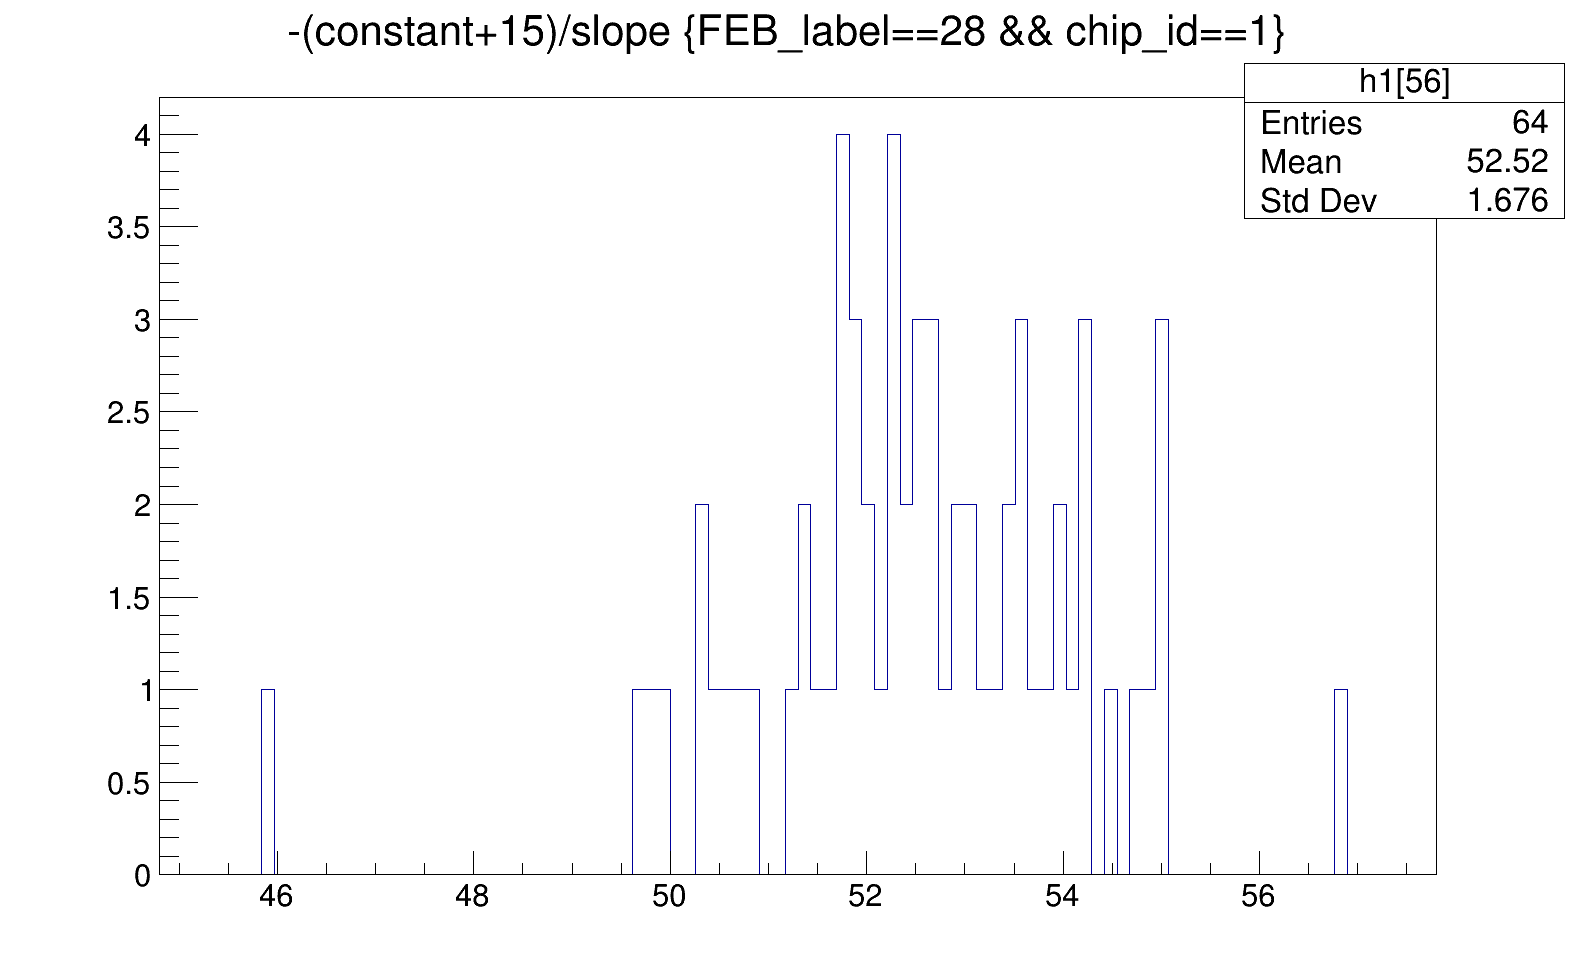 -(constant+15)/slope {FEB_label==28 && chip_id==1}
h1[56]
Entries 64
Mean 52.52
Std Dev 1.676
4
3.5
3
2.5
2
1.5
1
0.5
0
46 48 50 52 54 56